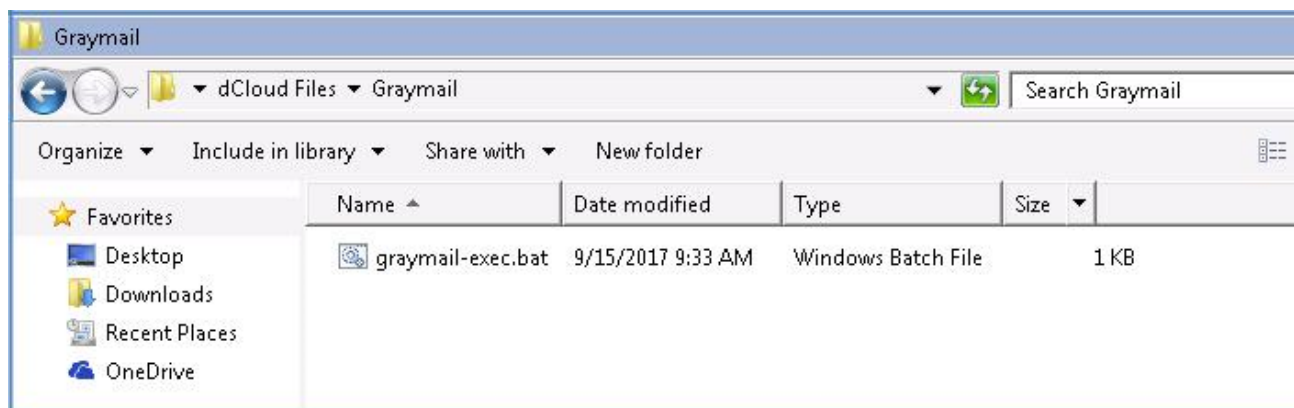 Graymail
dCloud Files Graymail Search Graymail
Organize Include in library Share with New folder
Favorites Name Date modified Type Size
Desktop graymail-exec.bat 9/15/2017 9:33 AM Windows Batch File 1 KB
Downloads
Recent Places
OneDrive